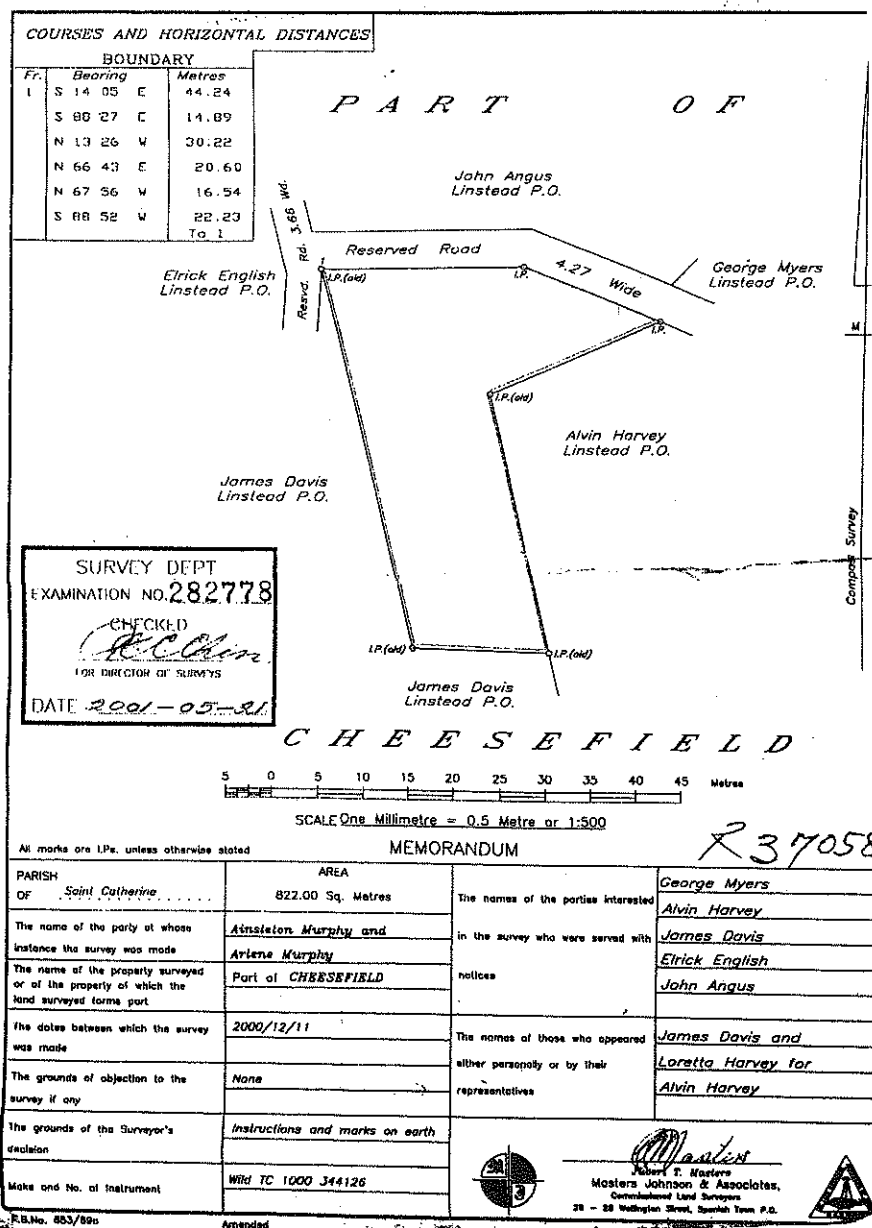 COURSES AND HORIZONTAL DISTANCES
BOUNDARY
Fr. Bearing Metres
1 S 14 05 E 44.24
S 88 27 E 14.89
N 13 26 W 30.22
N 66 43 E 20.60
N 67 56 W 16.54
S 88 52 W 22.23
To 1
PART OF
John Angus
Linstead P.O.
Resvd. Rd. 3.66 Wd.
Reserved Road
4.27 Wide
George Myers
Linstead P.O.
Elrick English
Linstead P.O.
1
I.P.(old)
I.P.
I.P.
M
I.P.(old)
Alvin Harvey
Linstead P.O.
James Davis
Linstead P.O.
Compass Survey
SURVEY DEPT
EXAMINATION NO. 282778
CHECKED
FOR DIRECTOR OF SURVEYS
DATE 2001-05-21
I.P.(old)
I.P.(old)
James Davis
Linstead P.O.
CHEESEFIELD
5 0 5 10 15 20 25 30 35 40 45 Metres
SCALE One Millimetre = 0.5 Metre or 1:500
R37058
All marks are I.Ps. unless otherwise stated
MEMORANDUM
PARISH OF Saint Catherine
AREA
822.00 Sq. Metres
The name of the party at whose instance the survey was made
Ainsleton Murphy and
Arlene Murphy
The name of the property surveyed or of the property of which the land surveyed forms part
Part of CHEESEFIELD
The dates between which the survey was made
2000/12/11
The grounds of objection to the survey if any
None
The grounds of the Surveyor's decision
Instructions and marks on earth
Make and No. of Instrument
Wild TC 1000 344126
The names of the parties interested in the survey who were served with notices
George Myers
Alvin Harvey
James Davis
Elrick English
John Angus
The names of those who appeared either personally or by their representatives
James Davis and
Loretta Harvey for
Alvin Harvey
Robert T. Masters
Masters Johnson & Associates,
Commissioned Land Surveyors
28 - 28 Wellington Street, Spanish Town P.O.
F.B.No.
Amended